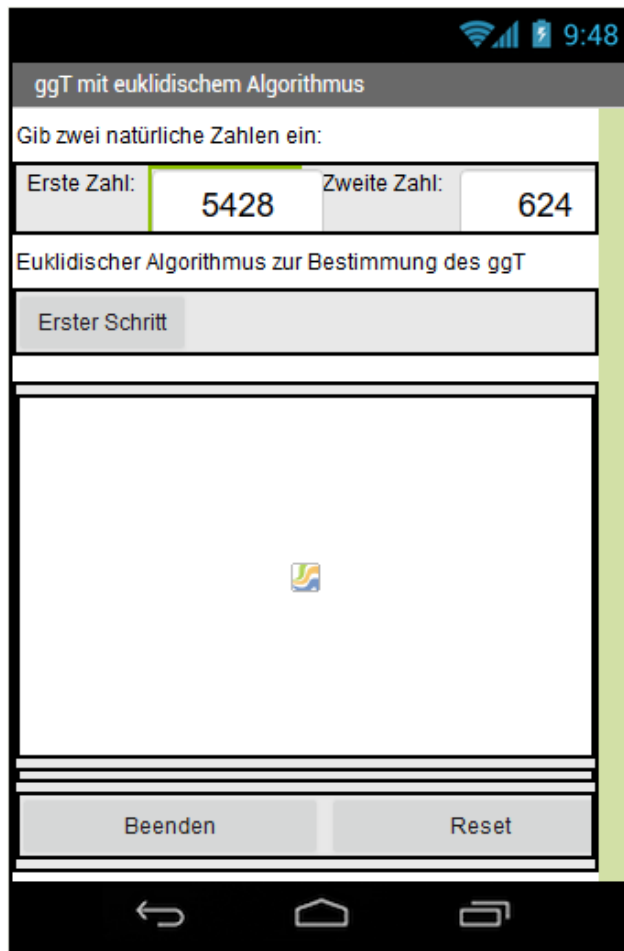 9:48
ggT mit euklidischem Algorithmus
Gib zwei natürliche Zahlen ein:
Erste Zahl: 5428 Zweite Zahl: 624
Euklidischer Algorithmus zur Bestimmung des ggT
Erster Schritt
Beenden Reset